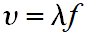 υ = λf